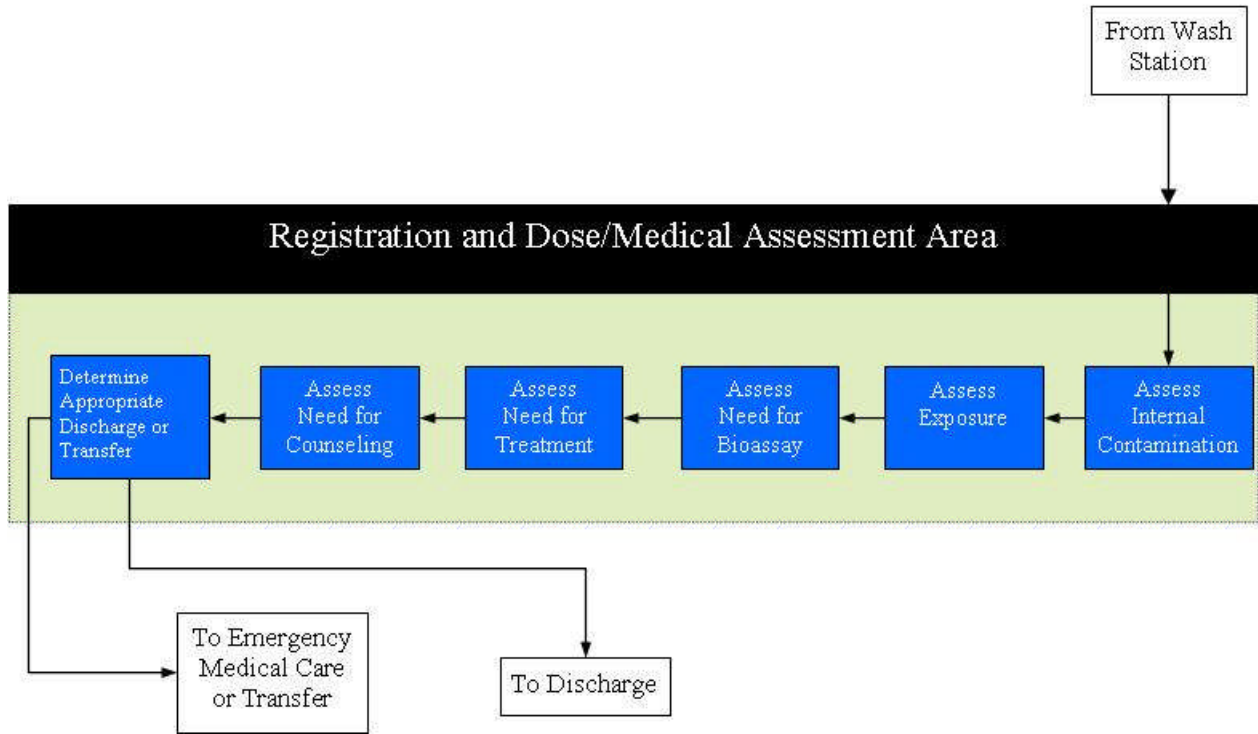 From Wash
Station
Registration and Dose/Medical Assessment Area
Determine
Appropriate
Discharge or
Transfer
Assess
Need for
Counseling
Assess
Need for
Treatment
Assess
Need for
Bioassay
Assess
Exposure
Assess
Internal
Contamination
To Emergency
Medical Care
or Transfer
To Discharge